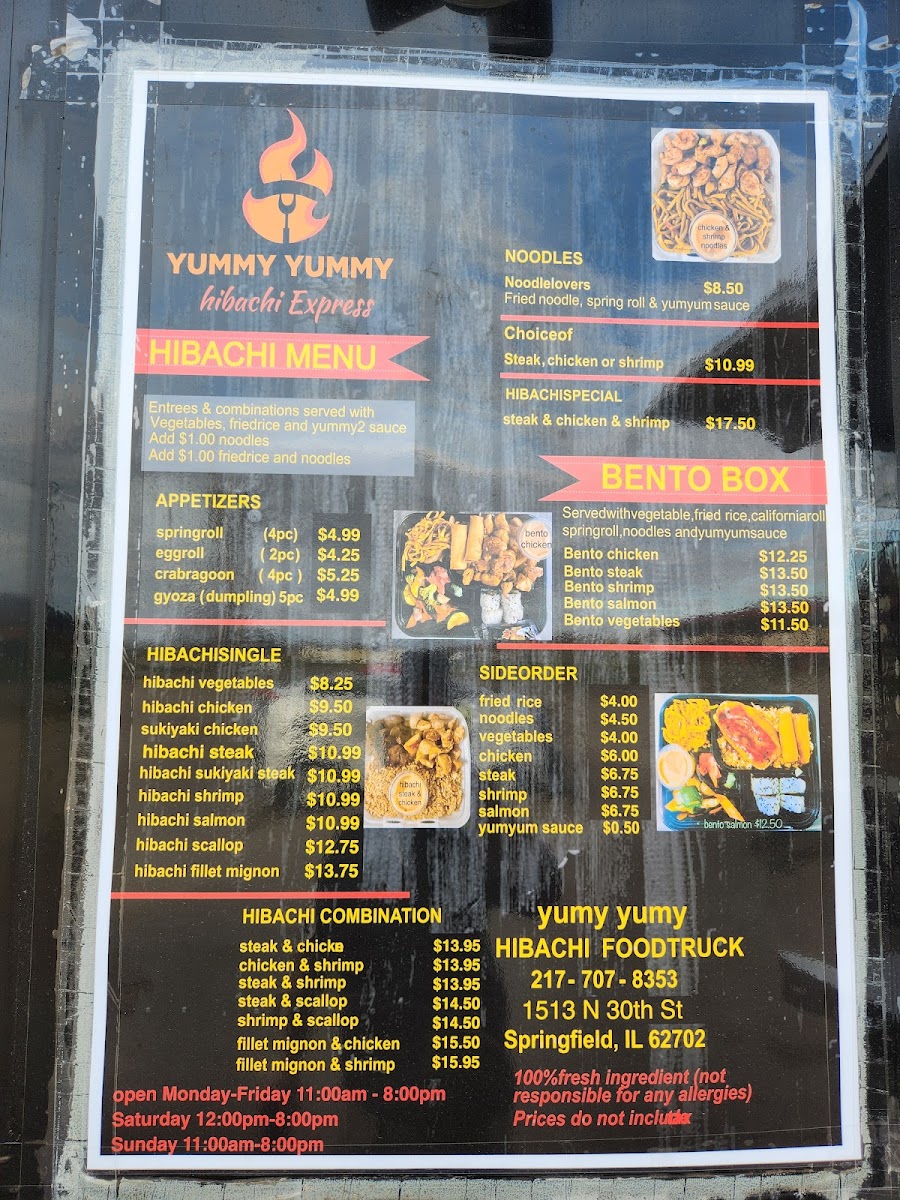 YUMMY YUMMY
hibachi Express
HIBACHI MENU
Entrees & combinations served with
Vegetables, friedrice and yummy2 sauce
Add $1.00 noodles
Add $1.00 friedrice and noodles
APPETIZERS
springroll (4pc) $4.99
eggroll ( 2pc) $4.25
crabragoon ( 4pc ) $5.25
gyoza (dumpling) 5pc $4.99
HIBACHISINGLE
hibachi vegetables $8.25
hibachi chicken $9.50
sukiyaki chicken $9.50
hibachi steak $10.99
hibachi sukiyaki steak $10.99
hibachi shrimp $10.99
hibachi salmon $10.99
hibachi scallop $12.75
hibachi fillet mignon $13.75
hibachi
steak &
chicken
HIBACHI COMBINATION
steak & chicke $13.95
chicken & shrimp $13.95
steak & shrimp $13.95
steak & scallop $14.50
shrimp & scallop $14.50
fillet mignon & chicken $15.50
fillet mignon & shrimp $15.95
open Monday-Friday 11:00am - 8:00pm
Saturday 12:00pm-8:00pm
Sunday 11:00am-8:00pm
chicken &
shrimp
noodles
NOODLES
Noodlelovers $8.50
Fried noodle, spring roll & yumyum sauce
Choiceof
Steak, chicken or shrimp $10.99
HIBACHISPECIAL
steak & chicken & shrimp $17.50
BENTO BOX
Servedwithvegetable,fried rice,californiaroll
springroll,noodles andyumyumsauce
bento
chicken
Bento chicken $12.25
Bento steak $13.50
Bento shrimp $13.50
Bento salmon $13.50
Bento vegetables $11.50
SIDEORDER
fried rice $4.00
noodles $4.50
vegetables $4.00
chicken $6.00
steak $6.75
shrimp $6.75
salmon $6.75
yumyum sauce $0.50
bento salmon $12.50
yumy yumy
HIBACHI FOODTRUCK
217 - 707 - 8353
1513 N 30th St
Springfield, IL 62702
100%fresh ingredient (not
responsible for any allergies)
Prices do not include